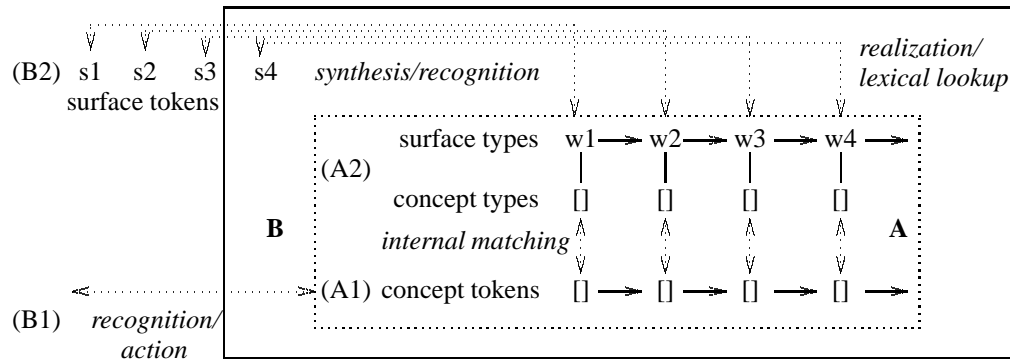 realization/
(B2) s1 s2 s3 s4 synthesis/recognition lexical lookup
surface tokens
surface types w1 w2 w3 w4
(A2)
concept types [] [] [] []
B A
internal matching
(A1) concept tokens [] [] [] []
(B1) recognition/
action